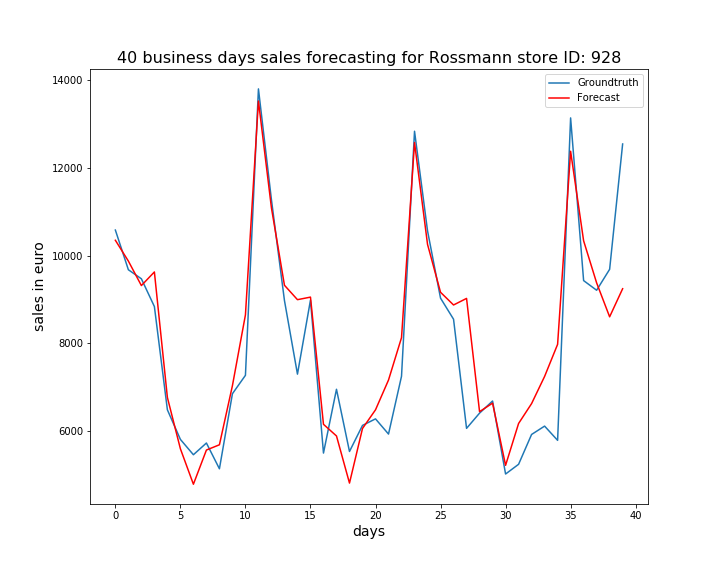 40 business days sales forecasting for Rossmann store ID: 928
Groundtruth
Forecast
14000
12000
10000
8000
6000
sales in euro
0 5 10 15 20 25 30 35 40
days